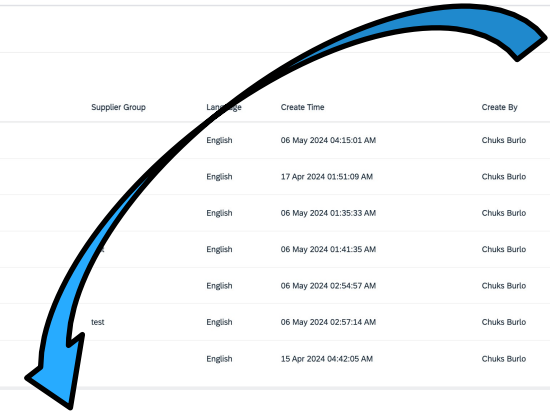 Supplier Group Create Time Create By
English 06 May 2024 04:15:01 AM Chuks Burlo
English 17 Apr 2024 01:51:09 AM Chuks Burlo
English 06 May 2024 01:35:33 AM Chuks Burlo
English 06 May 2024 01:41:35 AM Chuks Burlo
English 06 May 2024 02:54:57 AM Chuks Burlo
test English 06 May 2024 02:57:14 AM Chuks Burlo
English 15 Apr 2024 04:42:05 AM Chuks Burlo